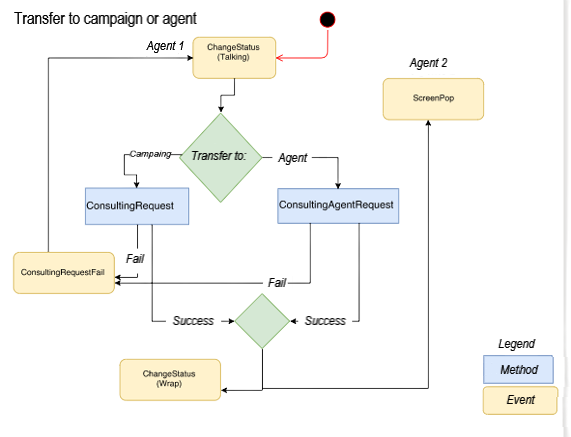 Transfer to campaign or agent
Agent 1
ChangeStatus
(Talking)
Agent 2
ScreenPop
Campaing
Transfer to:
Agent
ConsultingRequest
ConsultingAgentRequest
Fail
ConsultingRequestFail
Fail
Success
Success
Legend
ChangeStatus
(Wrap)
Method
Event